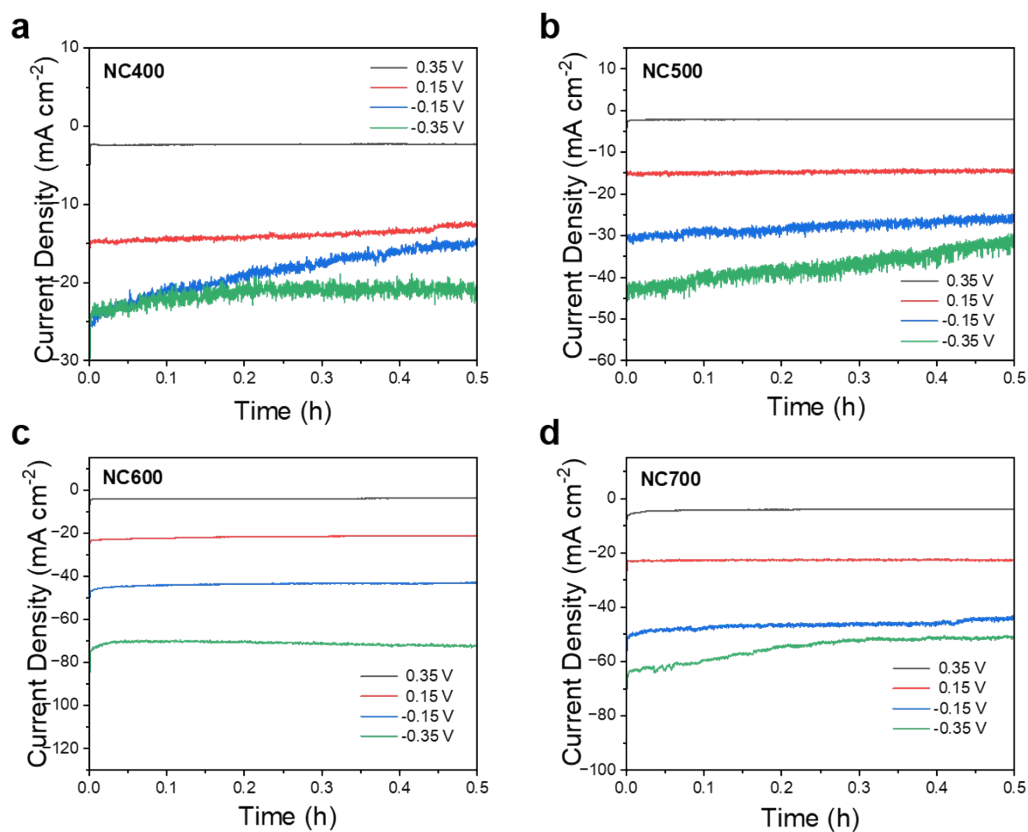 a
NC400
0.35 V
0.15 V
-0.15 V
-0.35 V
10
0
−10
−20
−30
Current Density (mA cm⁻²)
0.0 0.1 0.2 0.3 0.4 0.5
Time (h)
b
NC500
10
0
−10
−20
−30
−40
−50
−60
Current Density (mA cm⁻²)
0.35 V
0.15 V
-0.15 V
-0.35 V
0.0 0.1 0.2 0.3 0.4 0.5
Time (h)
c
NC600
0
−20
−40
−60
−80
−100
−120
Current Density (mA cm⁻²)
0.35 V
0.15 V
-0.15 V
-0.35 V
0.0 0.1 0.2 0.3 0.4 0.5
Time (h)
d
NC700
0
−20
−40
−60
−80
−100
Current Density (mA cm⁻²)
0.35 V
0.15 V
-0.15 V
-0.35 V
0.0 0.1 0.2 0.3 0.4 0.5
Time (h)